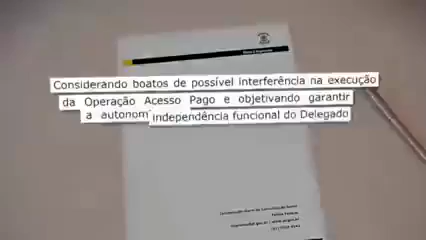 Considerando boatos de possível interferência na execução
da Operação Acesso Pago e objetivando garantir
a autonom independência funcional do Delegado